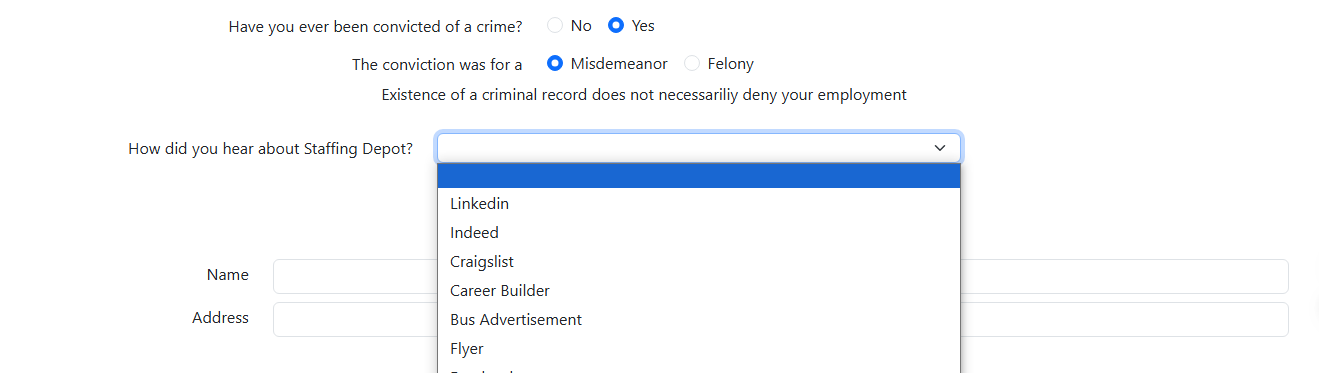 Have you ever been convicted of a crime? No Yes
The conviction was for a Misdemeanor Felony
Existence of a criminal record does not necessariliy deny your employment
How did you hear about Staffing Depot?
Linkedin
Indeed
Craigslist
Name
Career Builder
Address
Bus Advertisement
Flyer